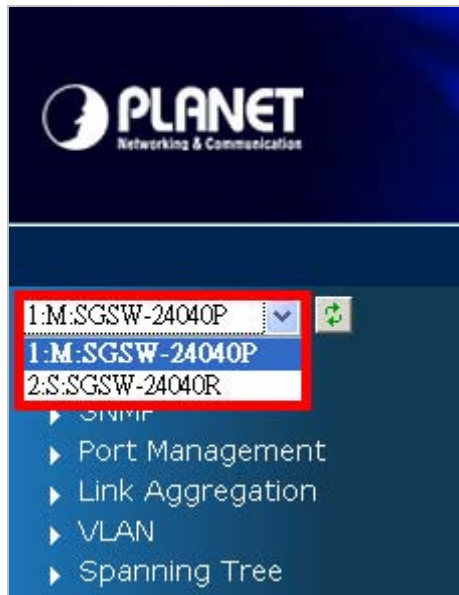 PLANET
Networking & Communication
1:M:SGSW-24040P
1:M:SGSW-24040P
2:S:SGSW-24040R
SNMP
Port Management
Link Aggregation
VLAN
Spanning Tree